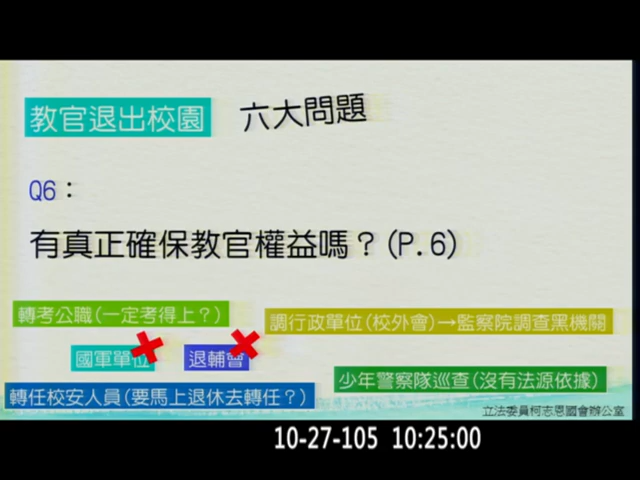 教官退出校園 六大問題
Q6：
有真正確保教官權益嗎？(P.6)
轉考公職(一定考得上？)
調行政單位(校外會)→監察院調查黑機關
國軍單位 退輔會
轉任校安人員(要馬上退休去轉任？)
少年警察隊巡查(沒有法源依據)
立法委員柯志恩國會辦公室
10-27-105 10:25:00